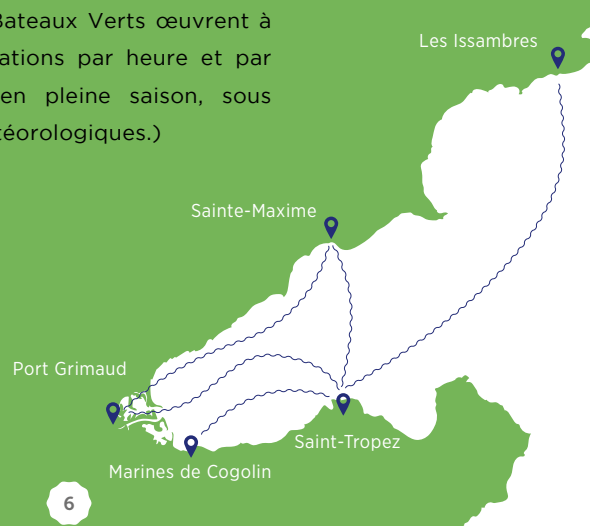 Bateaux Verts œuvrent à
ations par heure et par
en pleine saison, sous
téorologiques.)
Les Issambres
Sainte-Maxime
Port Grimaud
Saint-Tropez
Marines de Cogolin
6